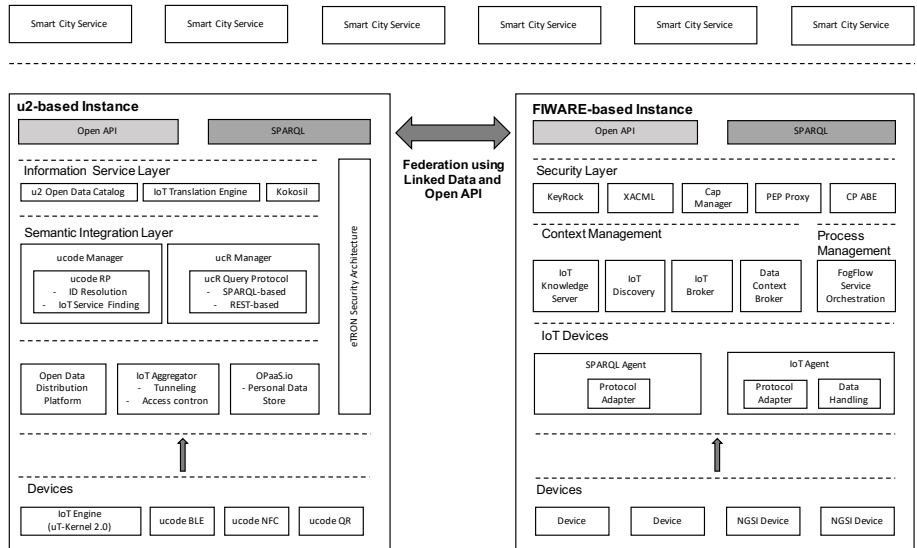 Smart City Service
Smart City Service
Smart City Service
Smart City Service
Smart City Service
Smart City Service
u2-based Instance
Open API
SPARQL
Information Service Layer
u2 Open Data Catalog
IoT Translation Engine
Kokosil
Semantic Integration Layer
ucode Manager
ucode RP
- ID Resolution
- IoT Service Finding
ucR Manager
ucR Query Protocol
- SPARQL-based
- REST-based
eTRON Security Architecture
Open Data
Distribution
Platform
IoT Aggregator
- Tunneling
- Access contron
OPaaS.io
- Personal Data
Store
Devices
IoT Engine
(uT-Kernel 2.0)
ucode BLE
ucode NFC
ucode QR
Federation using
Linked Data and
Open API
FIWARE-based Instance
Open API
SPARQL
Security Layer
KeyRock
XACML
Cap
Manager
PEP Proxy
CP ABE
Context Management
IoT
Knowledge
Server
IoT
Discovery
IoT
Broker
Data
Context
Broker
Process
Management
FogFlow
Service
Orchestration
IoT Devices
SPARQL Agent
Protocol
Adapter
IoT Agent
Protocol
Adapter
Data
Handling
Devices
Device
Device
NGSI Device
NGSI Device